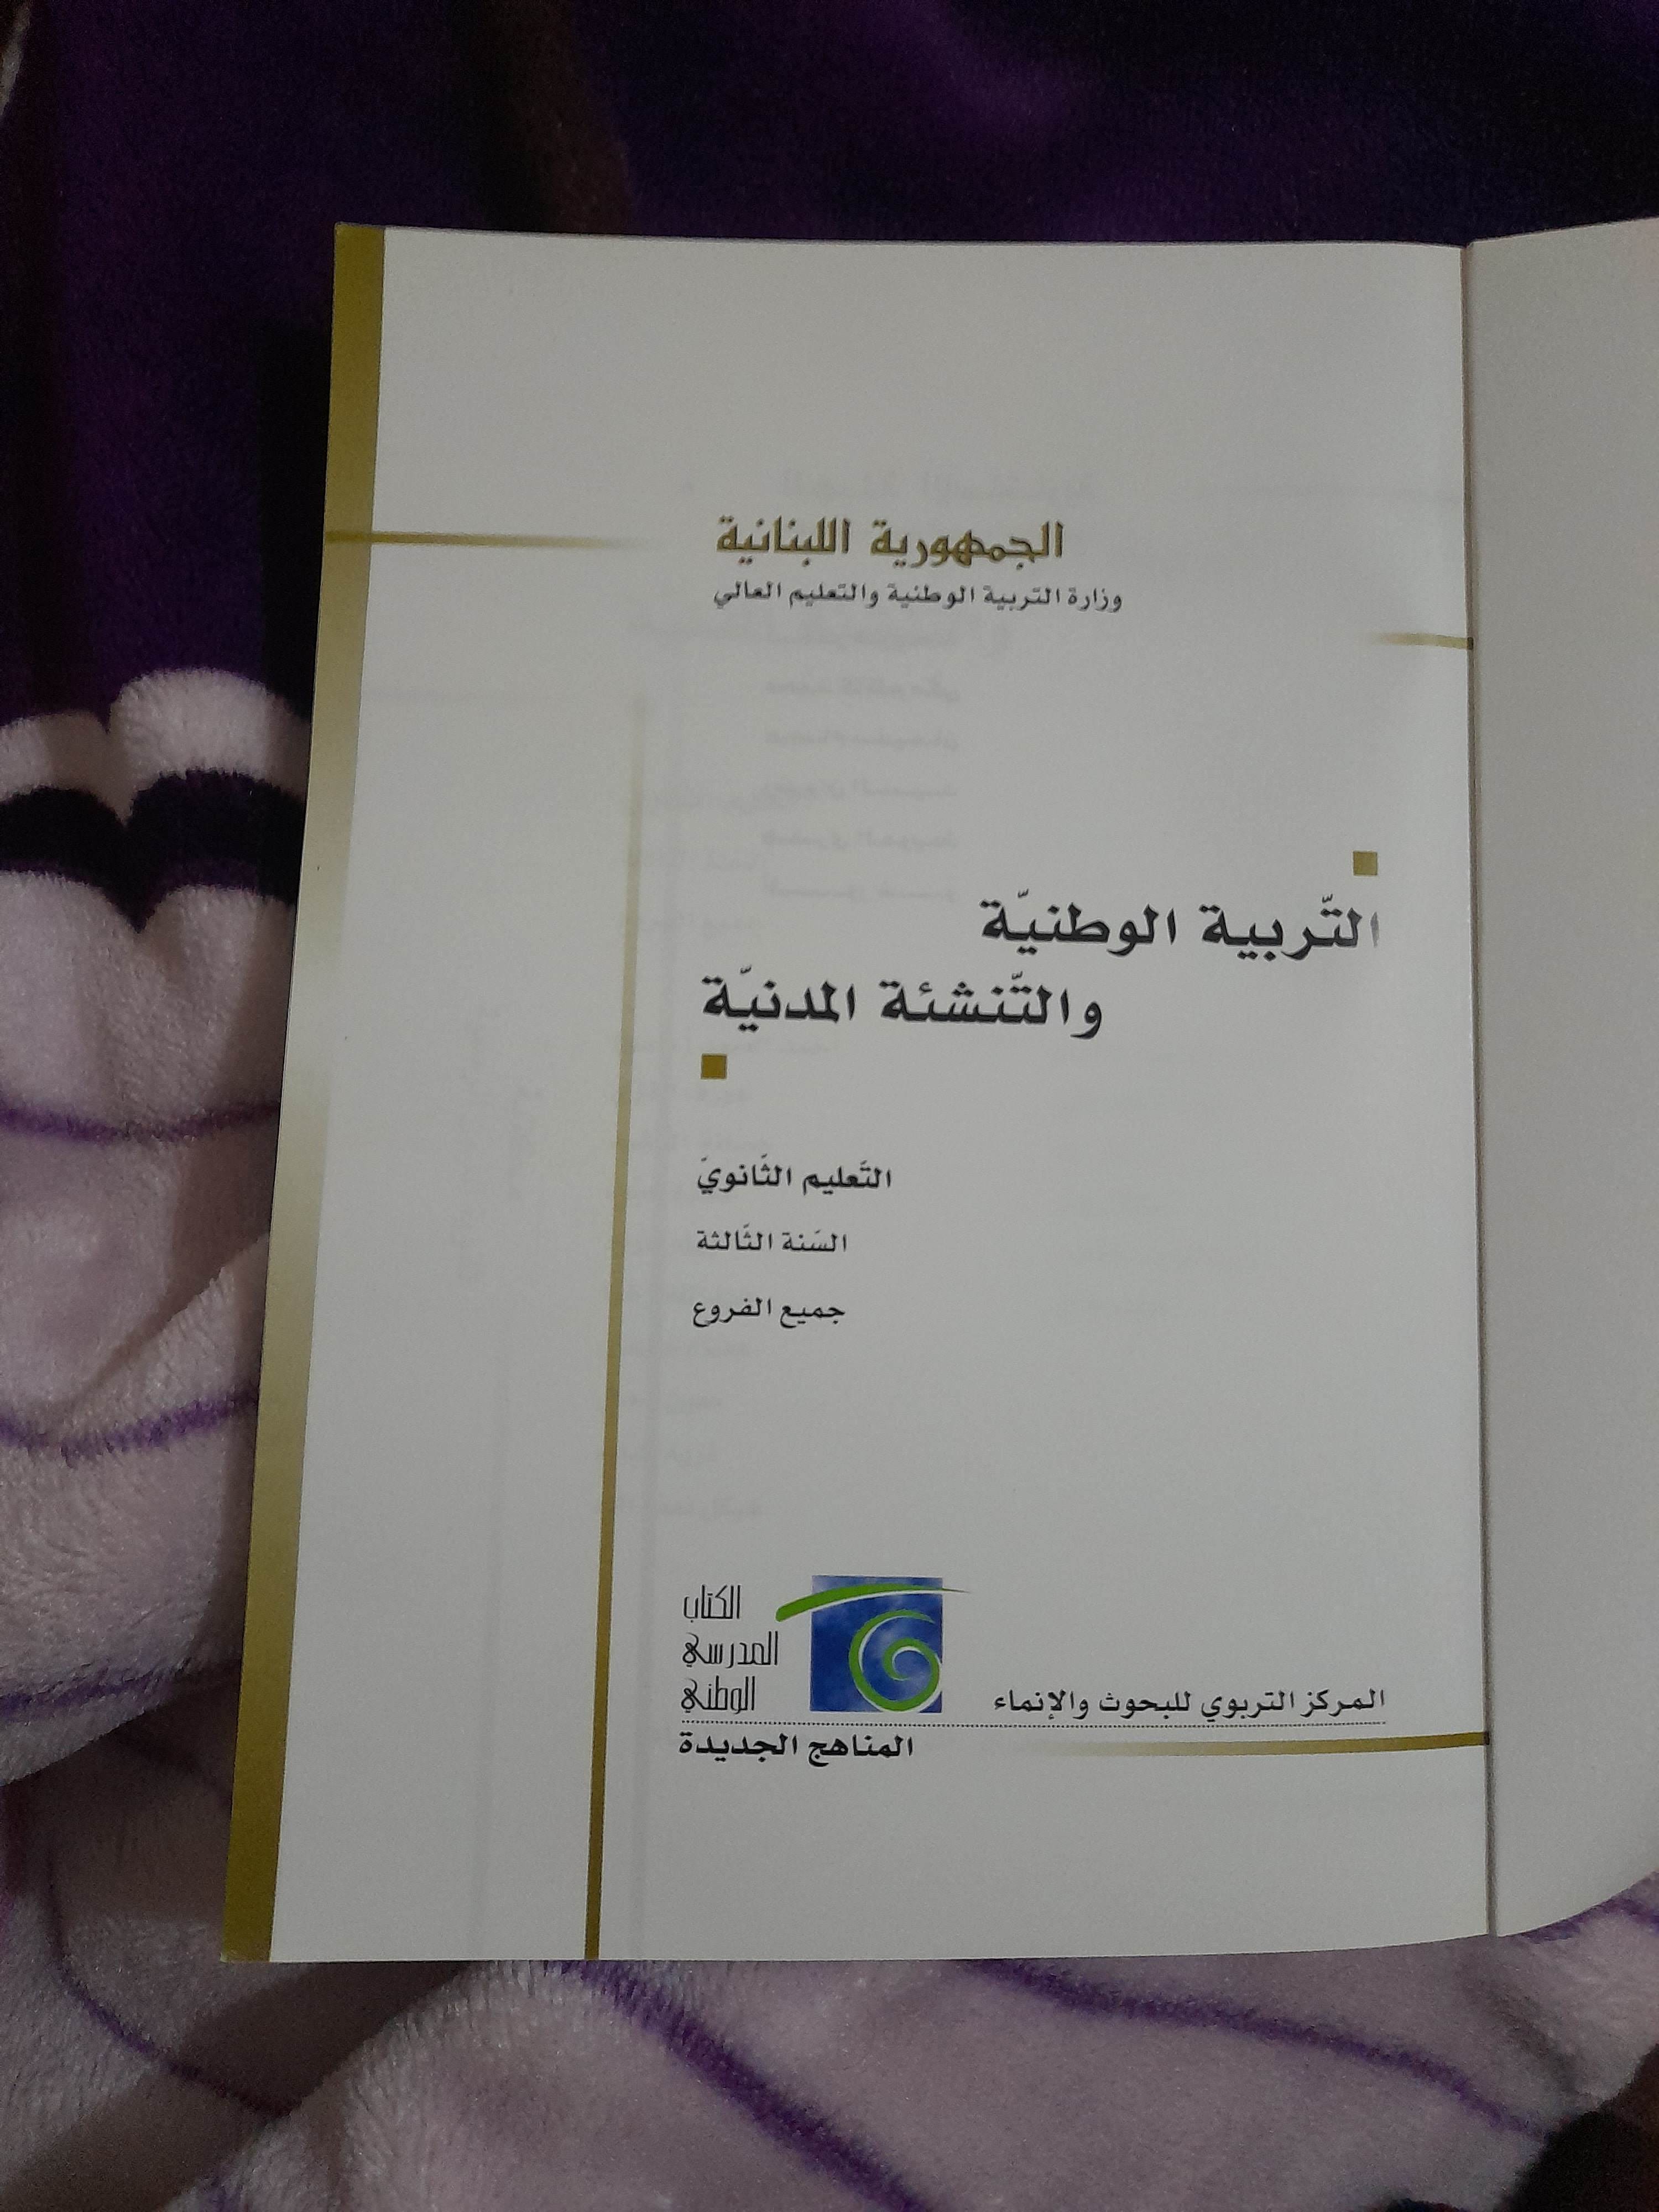 الجمهورية اللبنانية
وزارة التربية الوطنية والتعليم العالي
التّربية الوطنيّة
والتّنشئة المدنيّة
التَعليم الثَانويَ
السَنة الثَالثة
جميع الفروع
الكتاب
المدرسي
الوطني
المركز التربوي للبحوث والإنماء
المناهج الجديدة